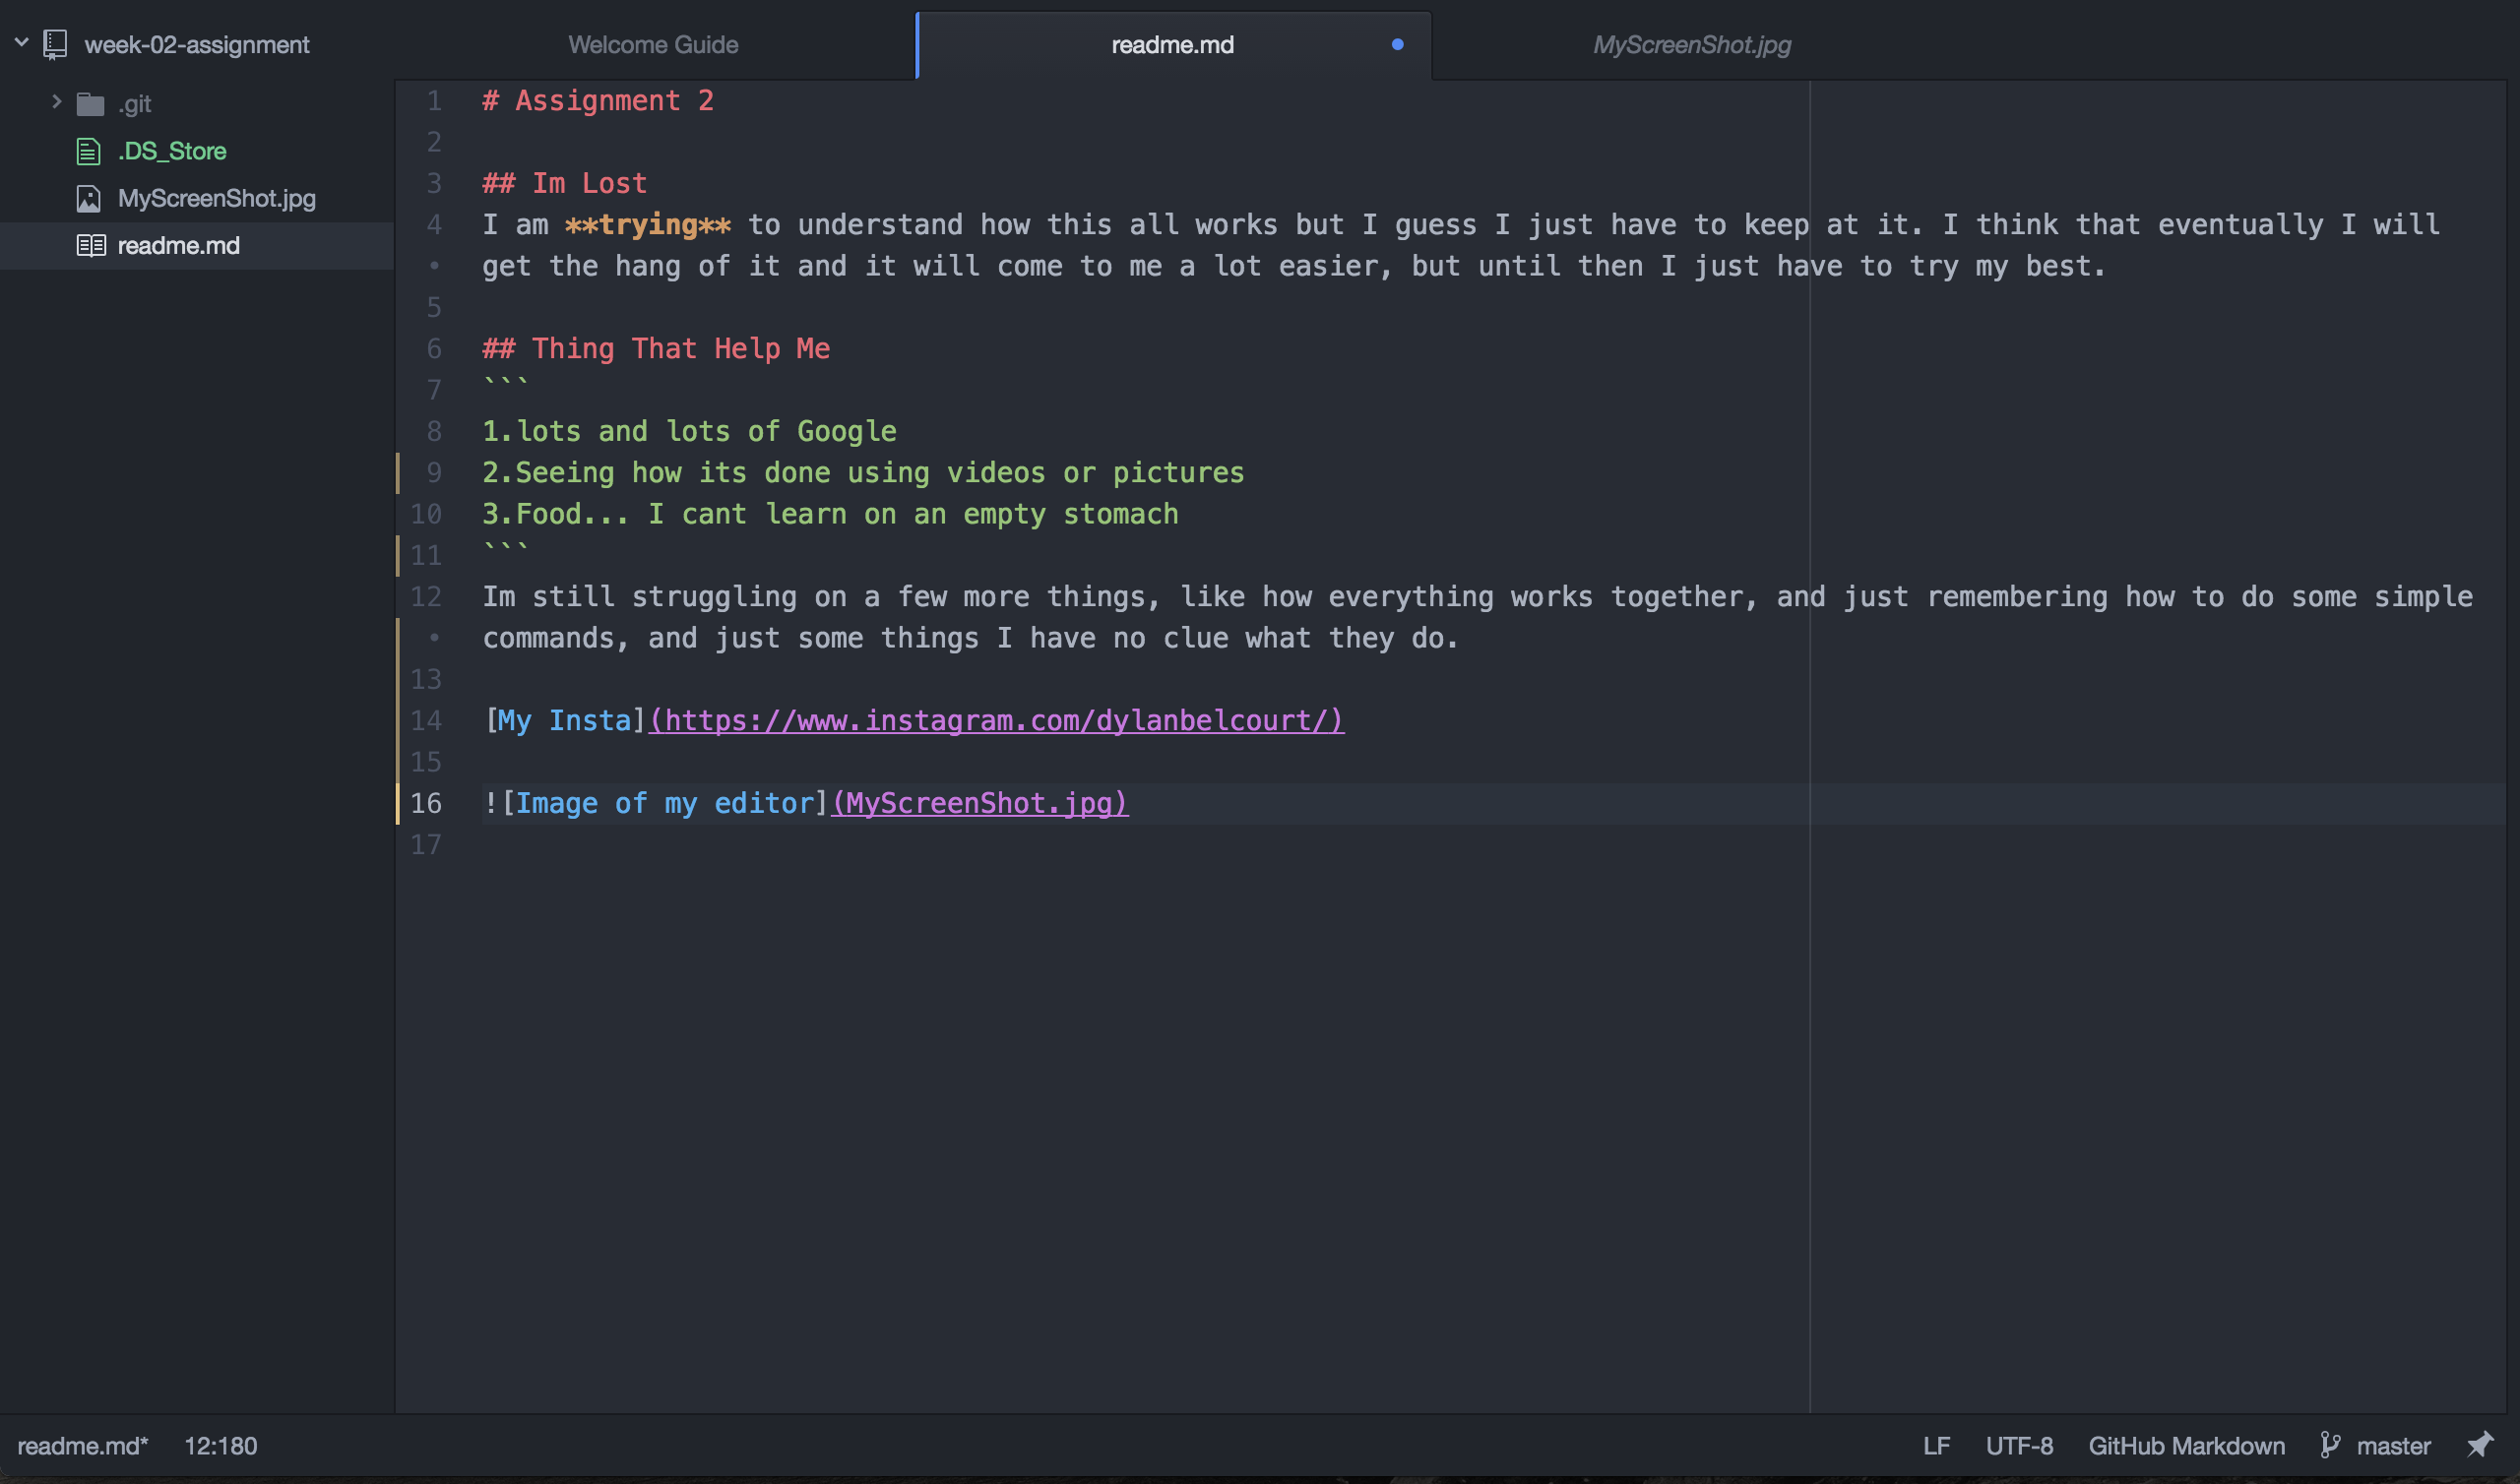 week-02-assignment
Welcome Guide
readme.md
MyScreenShot.jpg
.git
.DS_Store
MyScreenShot.jpg
readme.md
1 # Assignment 2
2
3 ## Im Lost
4 I am **trying** to understand how this all works but I guess I just have to keep at it. I think that eventually I will
• get the hang of it and it will come to me a lot easier, but until then I just have to try my best.
5
6 ## Thing That Help Me
7 ```
8 1.lots and lots of Google
9 2.Seeing how its done using videos or pictures
10 3.Food... I cant learn on an empty stomach
11 ```
12 Im still struggling on a few more things, like how everything works together, and just remembering how to do some simple
• commands, and just some things I have no clue what they do.
13
14 [My Insta](https://www.instagram.com/dylanbelcourt/)
15
16 ![Image of my editor](MyScreenShot.jpg)
17
readme.md* 12:180 LF UTF-8 GitHub Markdown master